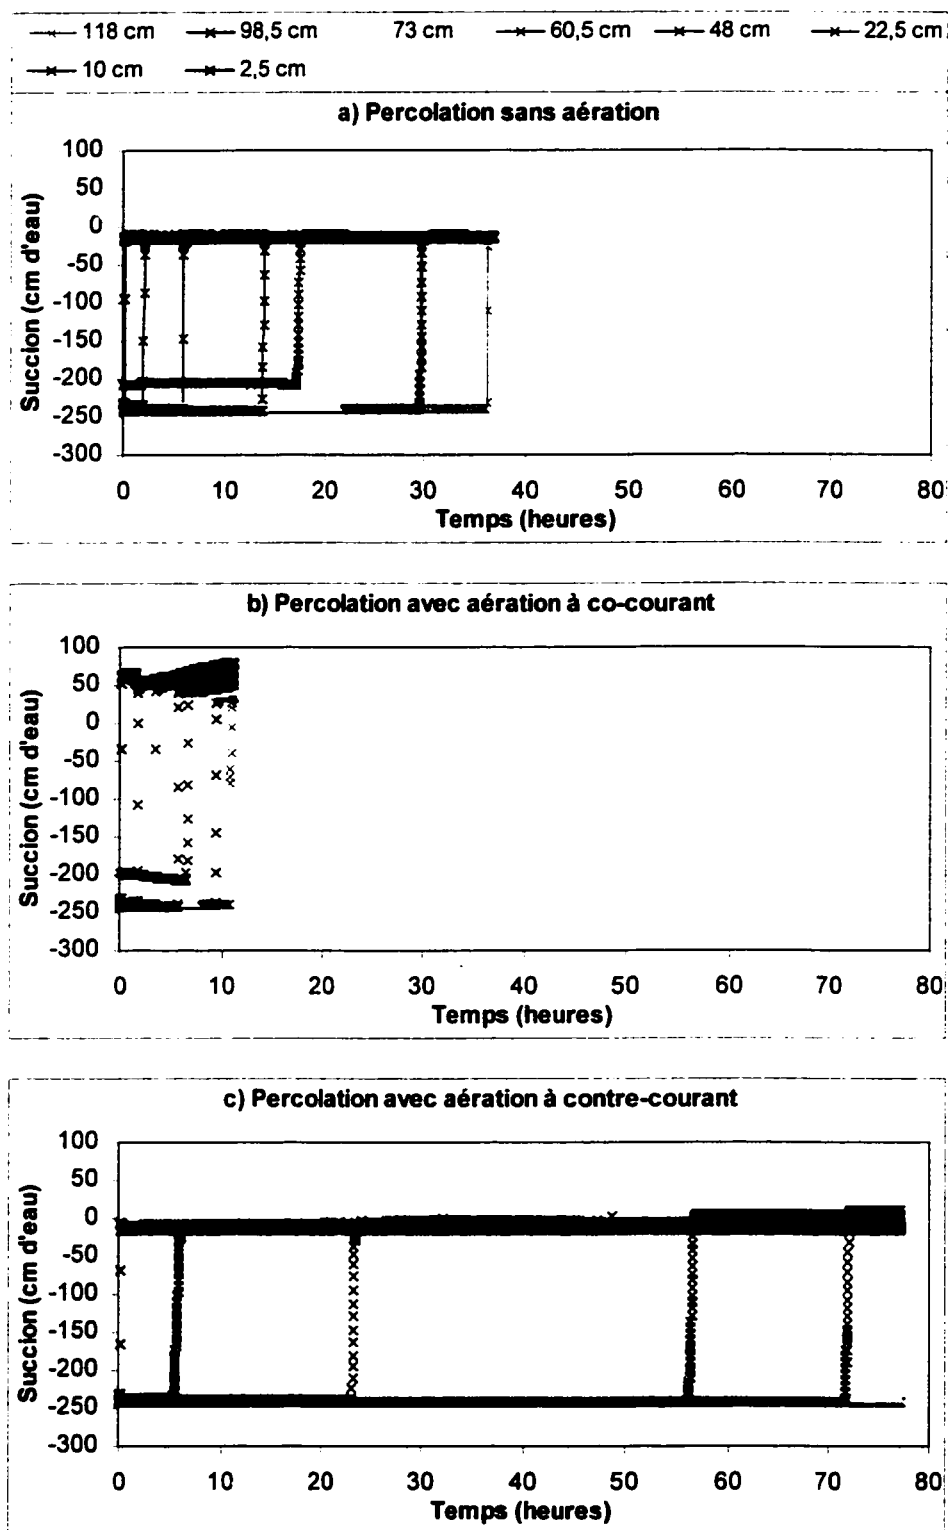 118 cm 98,5 cm 73 cm 60,5 cm 48 cm 22,5 cm
10 cm 2,5 cm
a) Percolation sans aération
100
50
0
-50
-100
-150
-200
-250
-300
Succion (cm d'eau)
0 10 20 30 40 50 60 70 80
Temps (heures)
b) Percolation avec aération à co-courant
100
50
0
-50
-100
-150
-200
-250
-300
Succion (cm d'eau)
0 10 20 30 40 50 60 70 80
Temps (heures)
c) Percolation avec aération à contre-courant
100
50
0
-50
-100
-150
-200
-250
-300
Succion (cm d'eau)
0 10 20 30 40 50 60 70 80
Temps (heures)